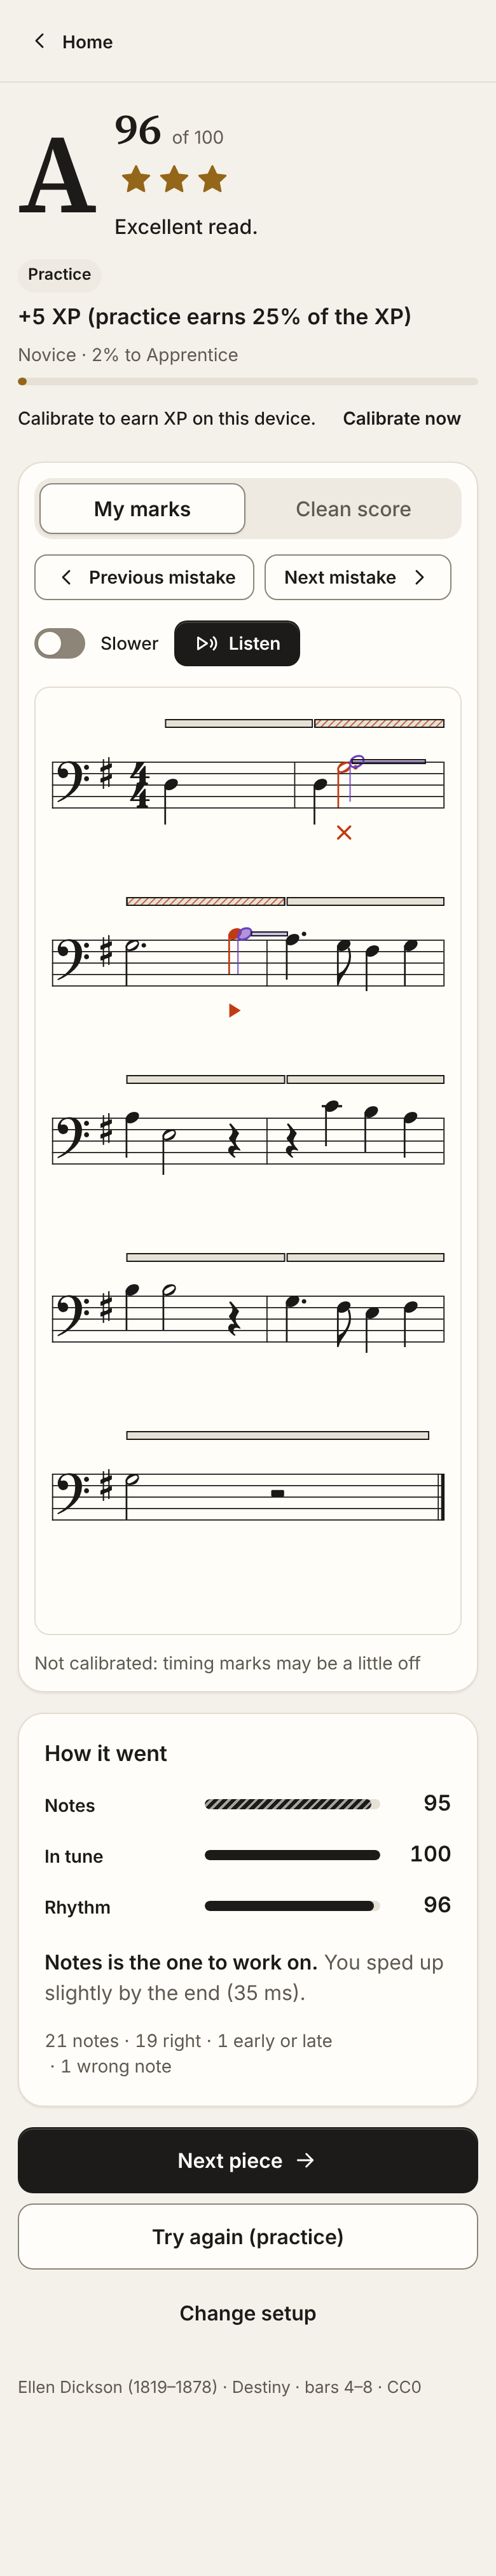 Home
A
96 of 100
Excellent read.
Practice
+5 XP (practice earns 25% of the XP)
Novice · 2% to Apprentice
Calibrate to earn XP on this device. Calibrate now
My marks Clean score
Previous mistake Next mistake
Slower Listen
4
4
Not calibrated: timing marks may be a little off
How it went
Notes 95
In tune 100
Rhythm 96
Notes is the one to work on. You sped up
slightly by the end (35 ms).
21 notes · 19 right · 1 early or late
· 1 wrong note
Next piece
Try again (practice)
Change setup
Ellen Dickson (1819–1878) · Destiny · bars 4–8 · CC0